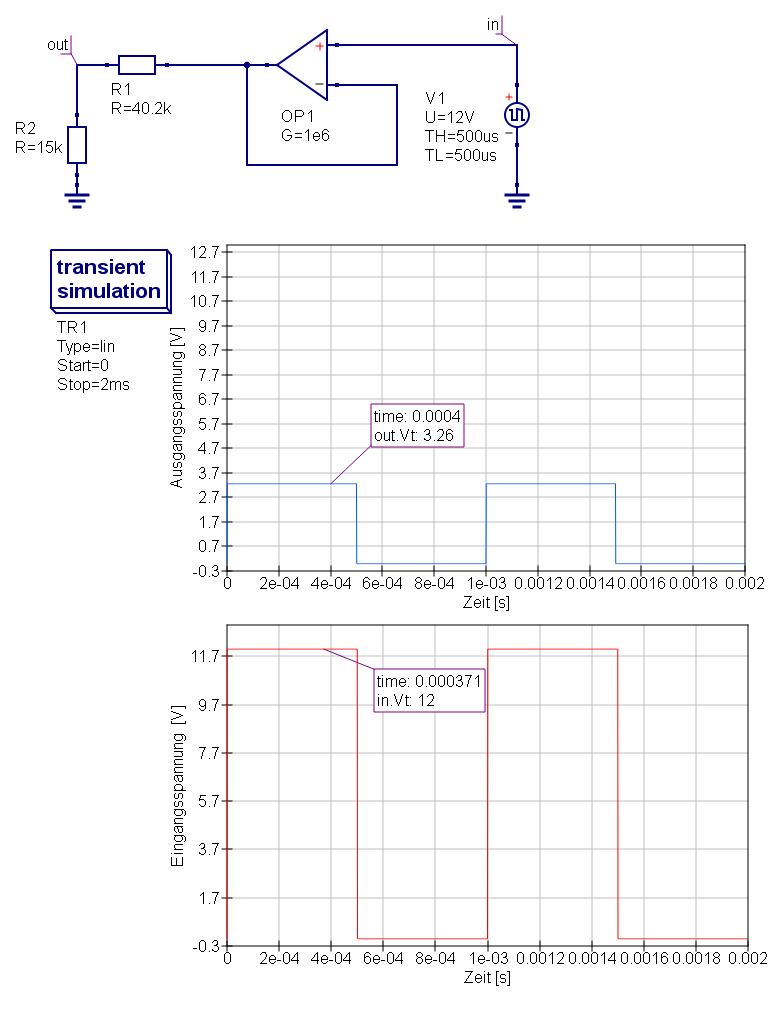 in
out
+
−
R1
R=40.2k
OP1
G=1e6
V1
U=12V
TH=500us
TL=500us
+
−
R2
R=15k
transient
simulation
TR1
Type=lin
Start=0
Stop=2ms
Ausgangsspannung [V]
12.7
11.7
10.7
9.7
8.7
7.7
6.7
5.7
4.7
3.7
2.7
1.7
0.7
-0.3
time: 0.0004
out.Vt: 3.26
0 2e-04 4e-04 6e-04 8e-04 1e-03 0.0012 0.0014 0.0016 0.0018 0.002
Zeit [s]
Eingangsspannung [V]
11.7
9.7
7.7
5.7
3.7
1.7
-0.3
time: 0.000371
in.Vt: 12
0 2e-04 4e-04 6e-04 8e-04 1e-03 0.0012 0.0014 0.0016 0.0018 0.002
Zeit [s]